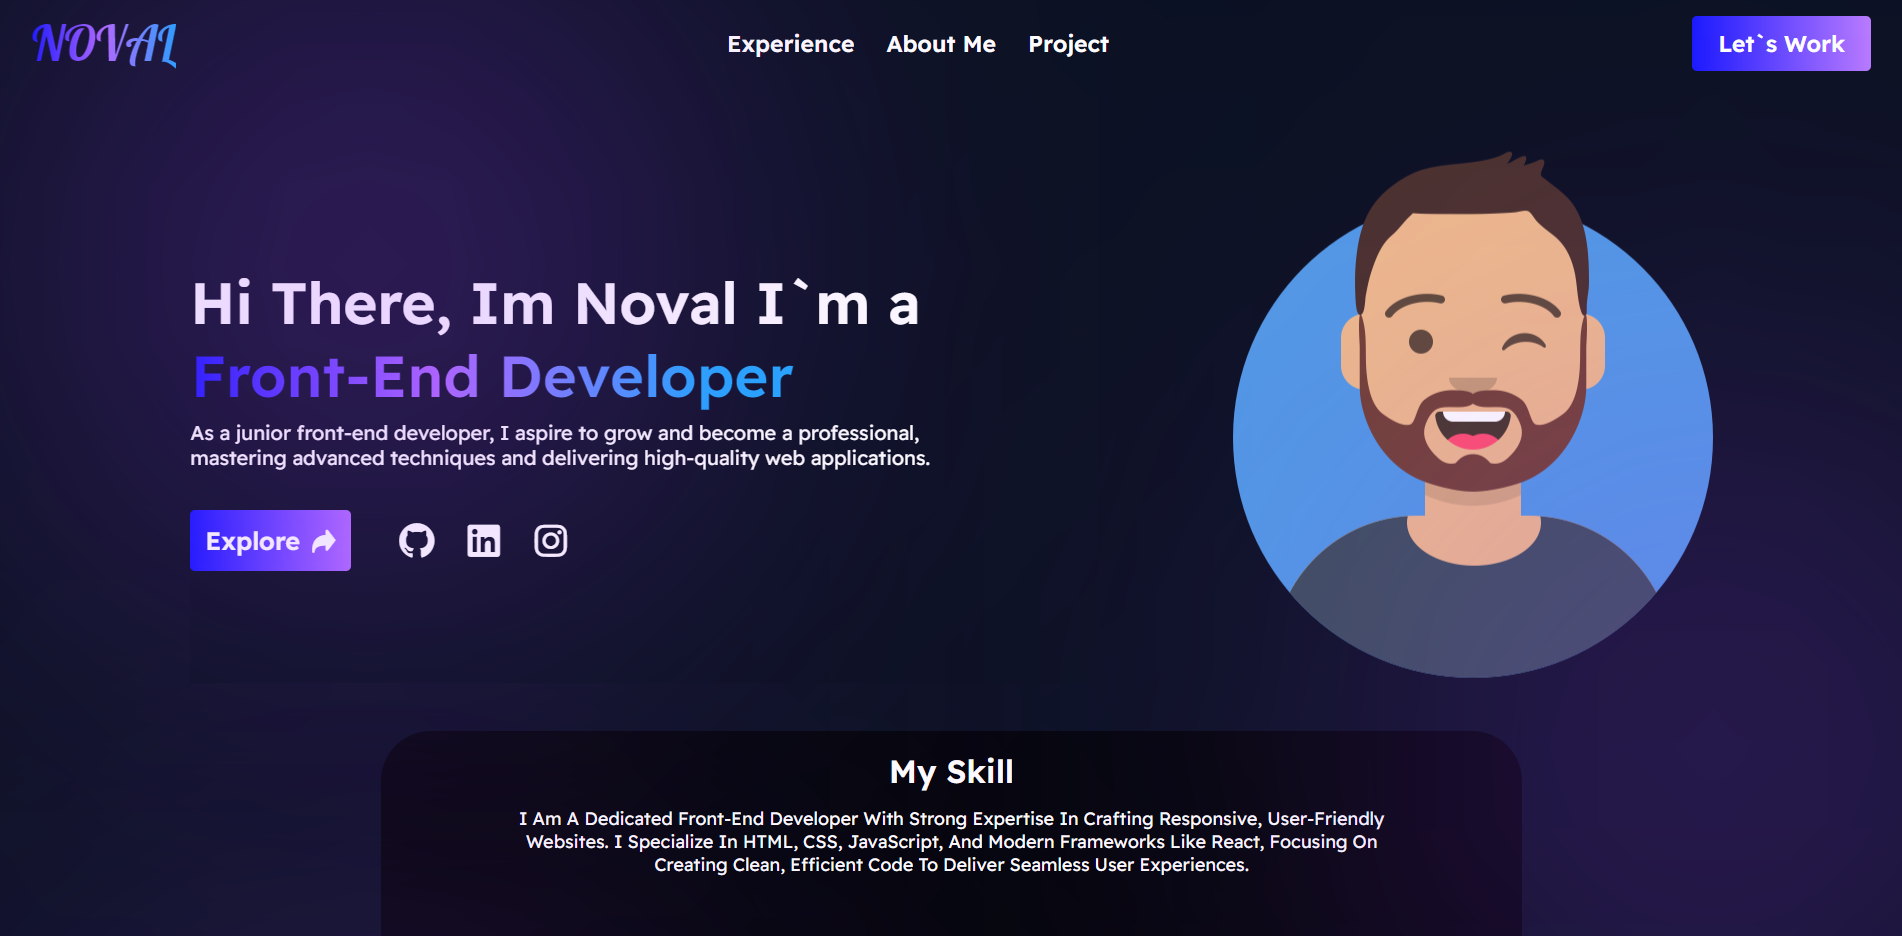 NOVAL
Experience About Me Project
Let`s Work
Hi There, Im Noval I`m a
Front-End Developer
As a junior front-end developer, I aspire to grow and become a professional,
mastering advanced techniques and delivering high-quality web applications.
Explore
in
My Skill
I Am A Dedicated Front-End Developer With Strong Expertise In Crafting Responsive, User-Friendly
Websites. I Specialize In HTML, CSS, JavaScript, And Modern Frameworks Like React, Focusing On
Creating Clean, Efficient Code To Deliver Seamless User Experiences.